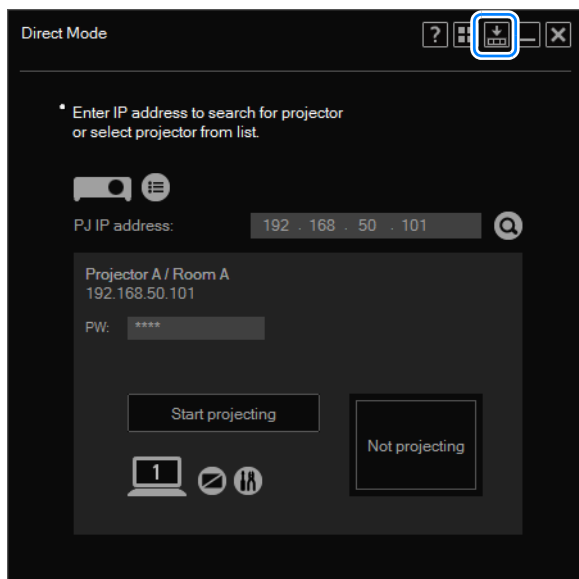 Direct Mode
?
Enter IP address to search for projector
or select projector from list.
PJ IP address: 192 . 168 . 50 . 101
Projector A / Room A
192.168.50.101
PW: ****
Start projecting
Not projecting
1